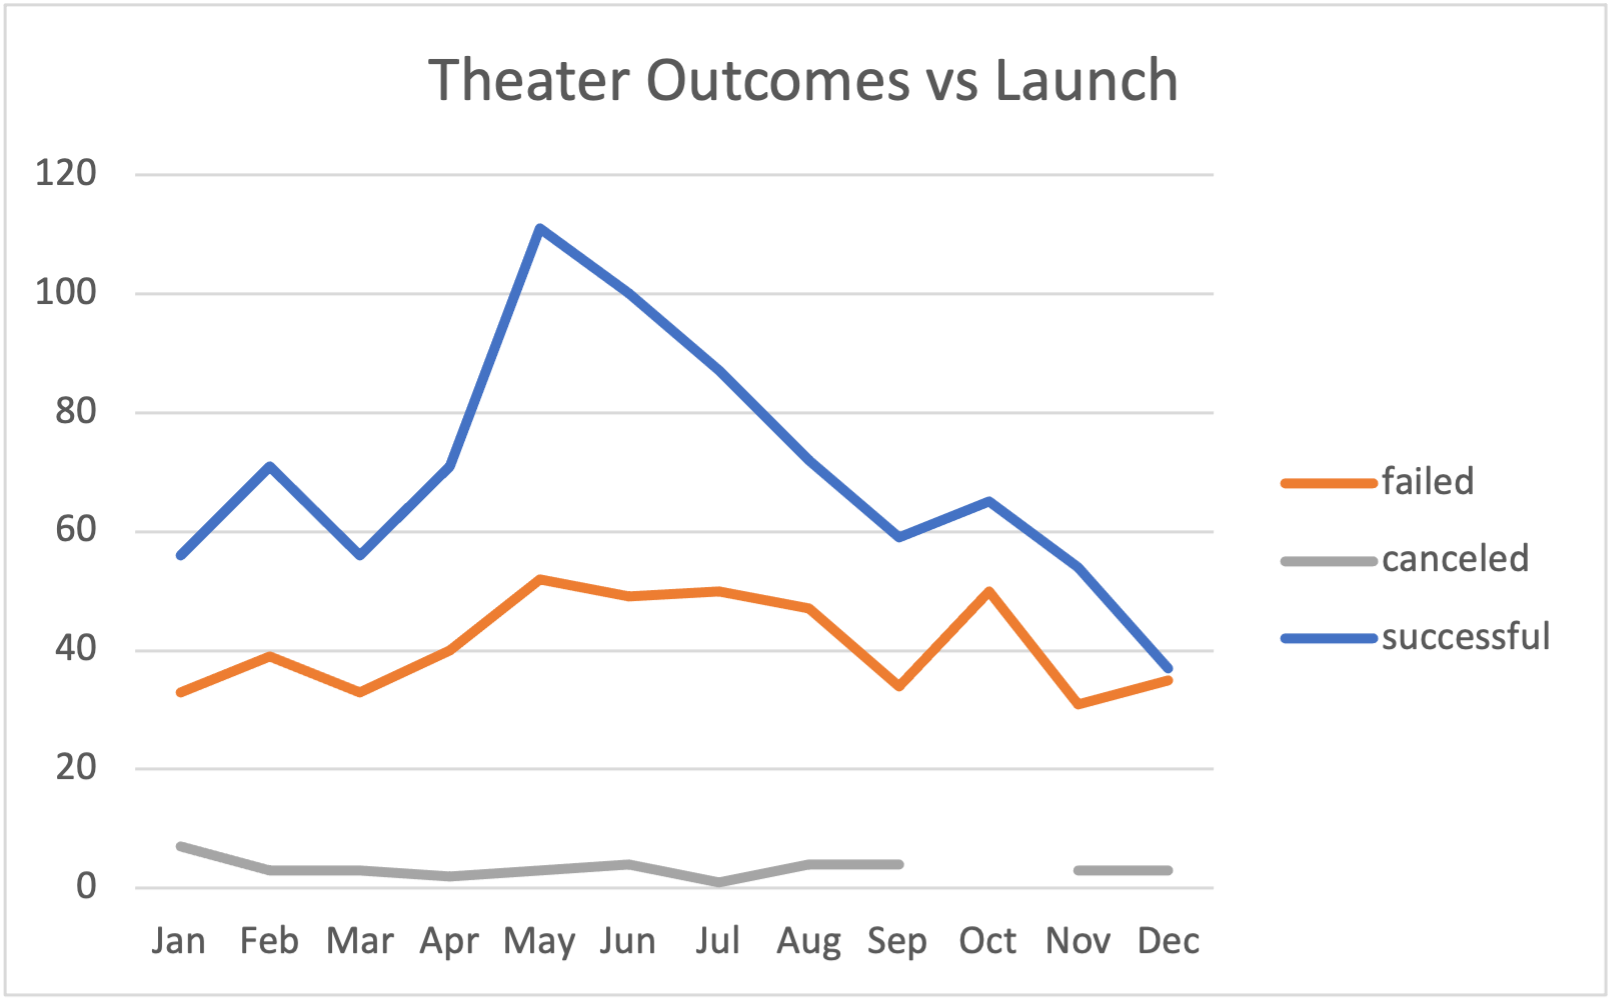 Theater Outcomes vs Launch
120
100
80
60
40
20
0
Jan Feb Mar Apr May Jun Jul Aug Sep Oct Nov Dec
failed
canceled
successful